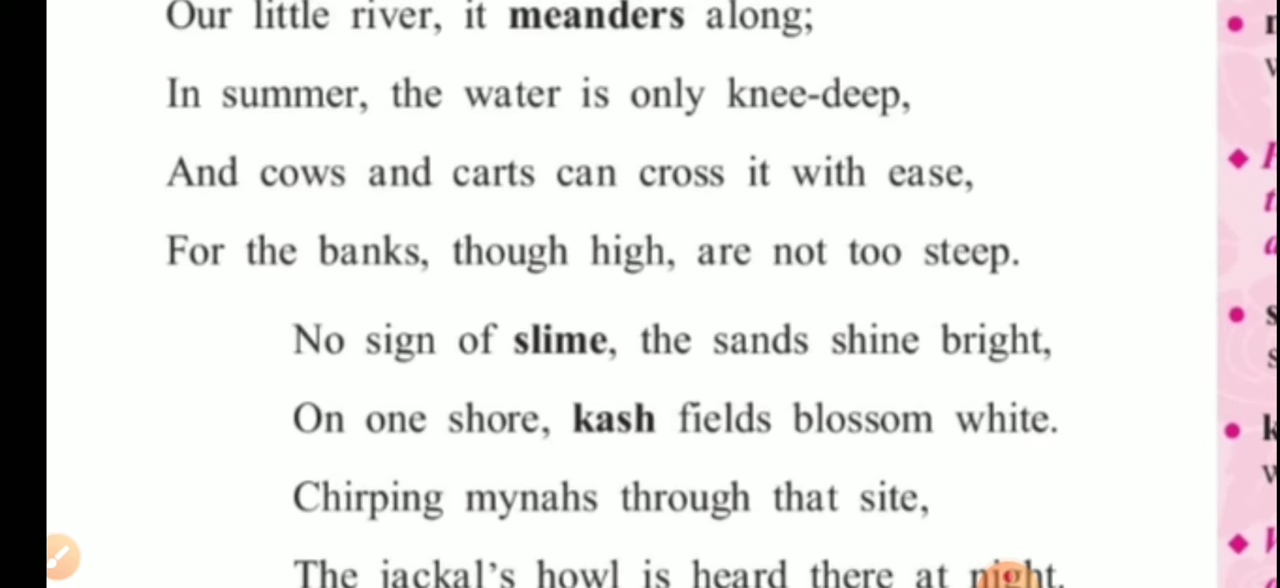 Our little river, it meanders along;
In summer, the water is only knee-deep,
And cows and carts can cross it with ease,
For the banks, though high, are not too steep.
No sign of slime, the sands shine bright,
On one shore, kash fields blossom white.
Chirping mynahs through that site,
The jackal's howl is heard there at night.